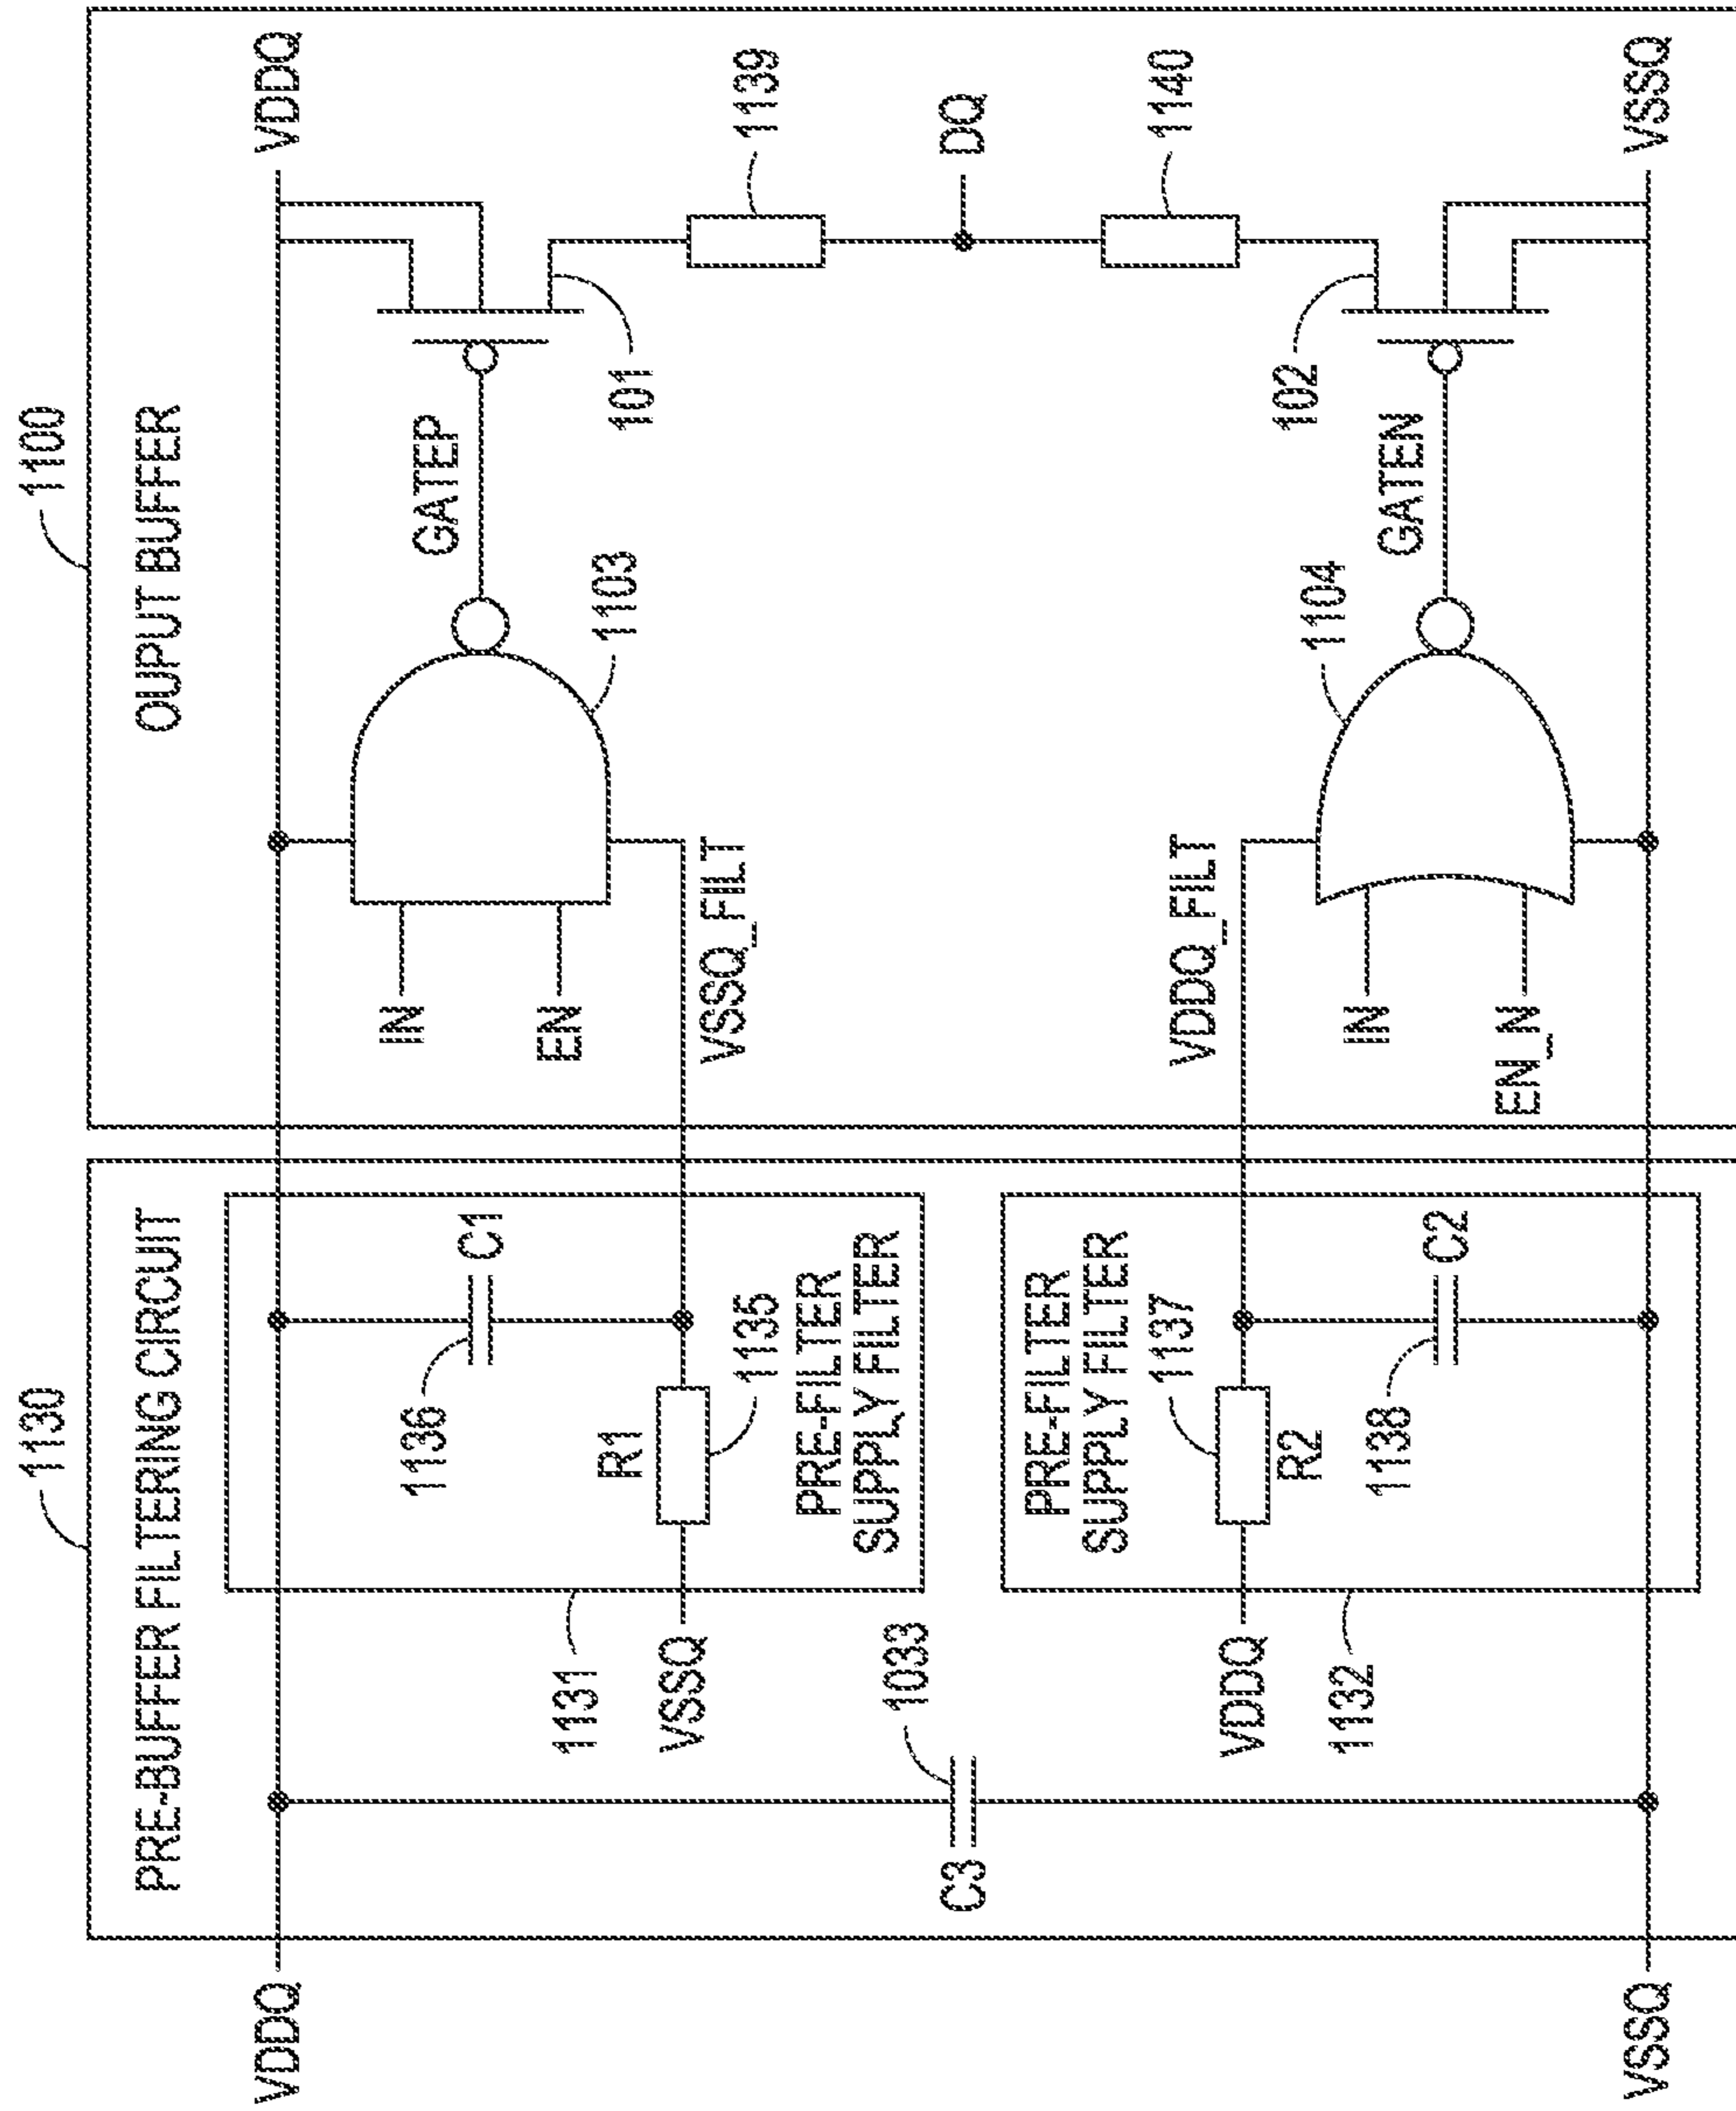 1130
1100
PRE-BUFFER FILTERING CIRCUIT
OUPUT BUFFER
VDDQ
VDDQ
1136
C1
R1
1135
PRE-FILTER
SUPPLY FILTER
1131
VSSQ
IN
EN
VSSQ_FILT
1103
GATEP
101
1139
C3
1033
DQ
PRE-FILTER
SUPPLY FILTER
1137
R2
1138
C2
VDDQ
1132
VDDQ_FILT
IN
EN_N
1104
GATEN
102
1140
VSSQ
VSSQ